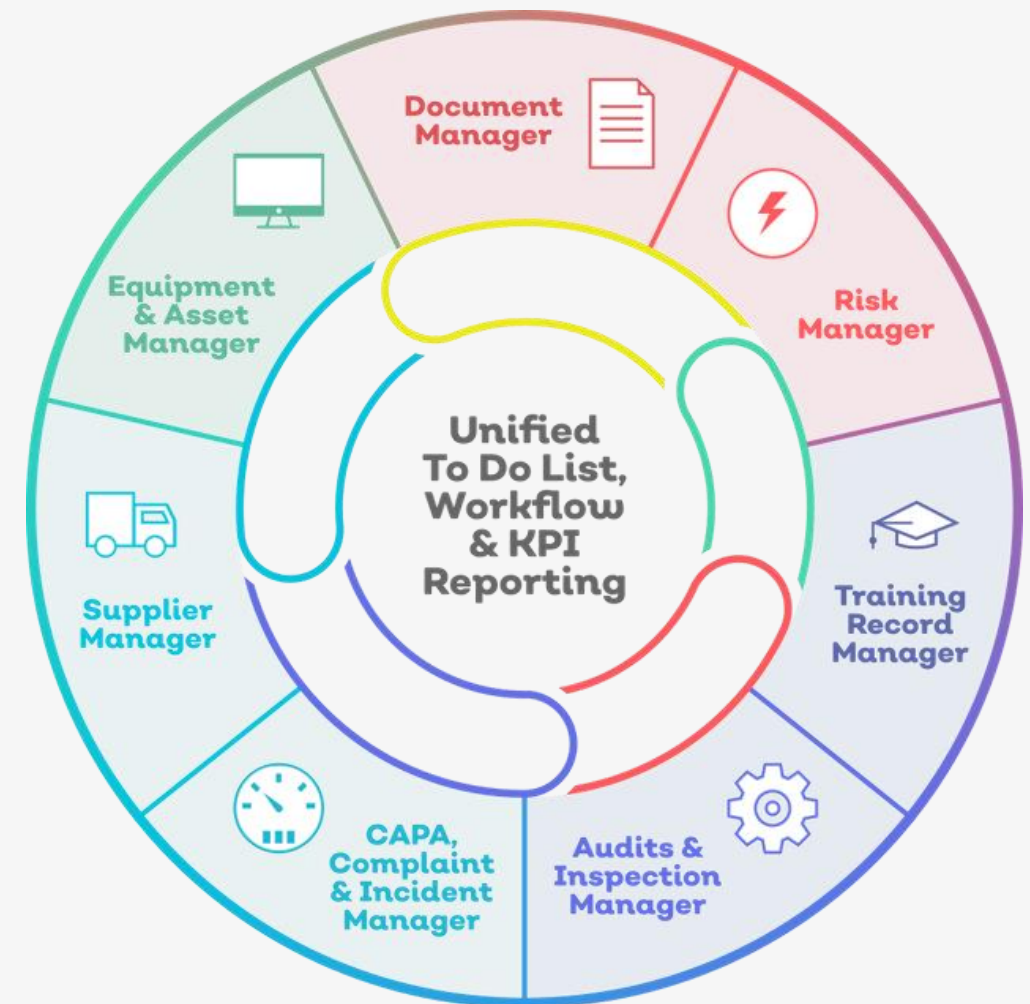 Document
Manager
Risk
Manager
Training
Record
Manager
Audits &
Inspection
Manager
CAPA,
Complaint
& Incident
Manager
Supplier
Manager
Equipment
& Asset
Manager
Unified
To Do List,
Workflow
& KPI
Reporting